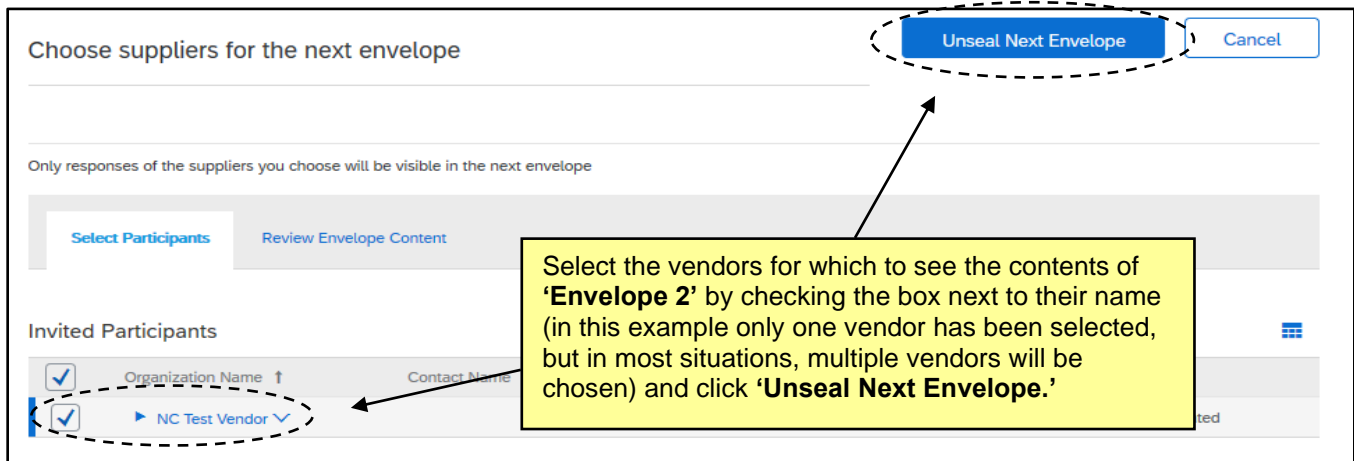 Choose suppliers for the next envelope
Unseal Next Envelope
Cancel
Only responses of the suppliers you choose will be visible in the next envelope
Select Participants
Review Envelope Content
Select the vendors for which to see the contents of
‘Envelope 2’ by checking the box next to their name
(in this example only one vendor has been selected,
but in most situations, multiple vendors will be
chosen) and click ‘Unseal Next Envelope.’
Invited Participants
Organization Name ↑
Contact Name
NC Test Vendor